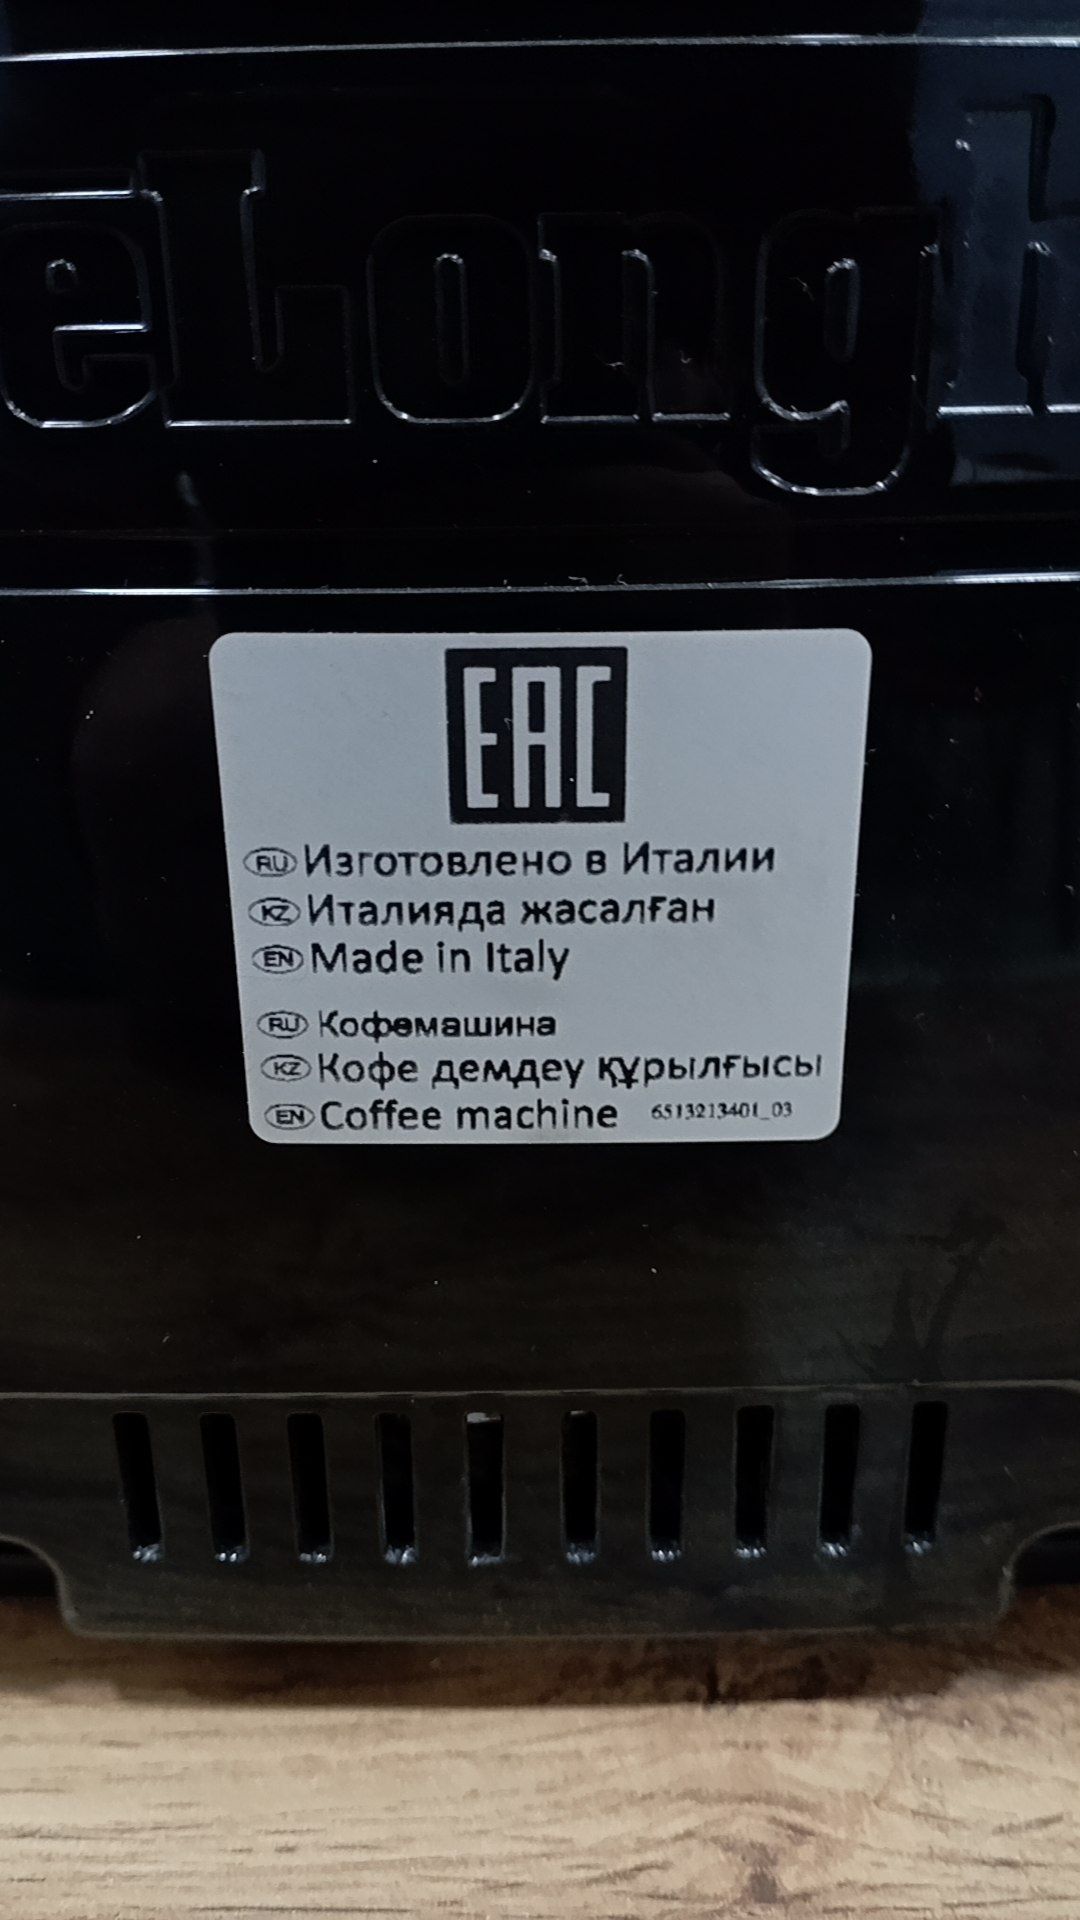 eLongh
EAC
RU Изготовлено в Италии
KZ Италияда жасалған
EN Made in Italy
RU Кофемашина
KZ Кофе демдеу құрылғысы
EN Coffee machine 6513213401_03